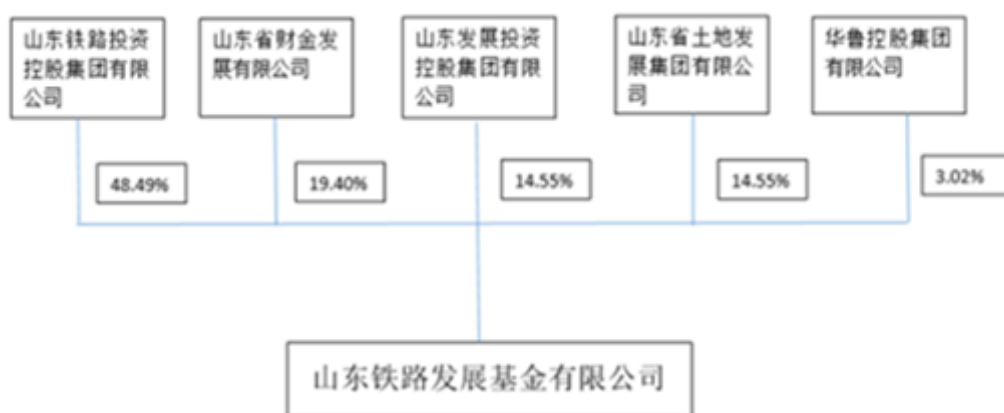 山东铁路投资
控股集团有限
公司
山东省财金发
展有限公司
山东发展投资
控股集团有限
公司
山东省土地发
展集团有限公
司
华鲁控股集团
有限公司
48.49%
19.40%
14.55%
14.55%
3.02%
山东铁路发展基金有限公司